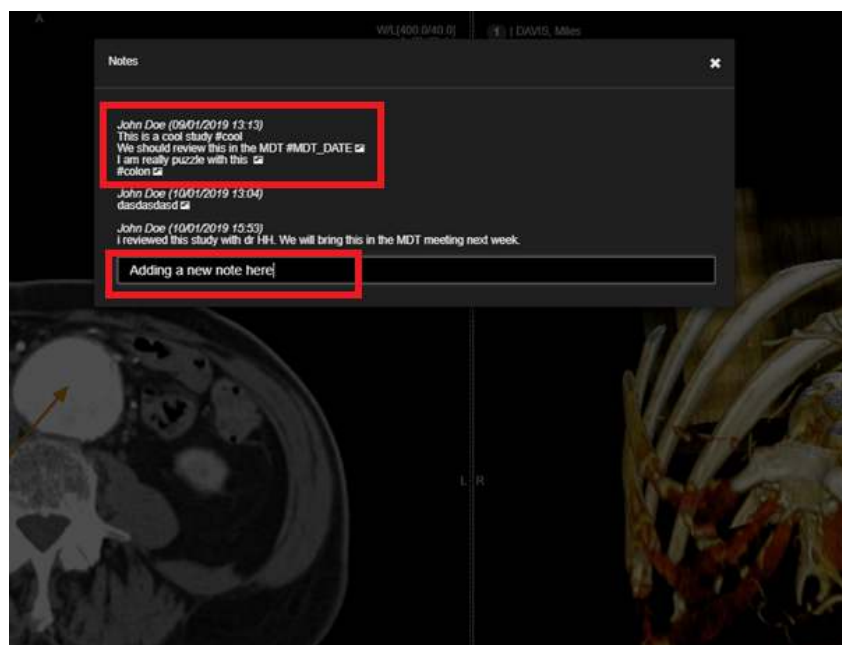 A
W/L[400.0/40.0]
1 | DAVIS, Miles
Notes
John Doe (09/01/2019 13:13)
This is a cool study #cool
We should review this in the MDT #MDT_DATE
I am really puzzle with this
#colon
John Doe (10/01/2019 13:04)
dasdasdasd
John Doe (10/01/2019 15:53)
i reviewed this study with dr HH. We will bring this in the MDT meeting next week.
Adding a new note here
L R